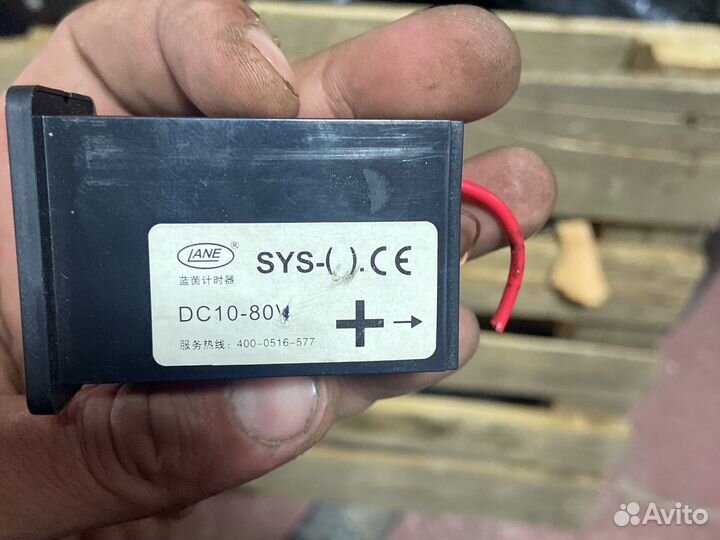 LANE®
蓝茵计时器
SYS-( ). CE
DC10-80V
+ →
服务热线: 400-0516-577
Avito